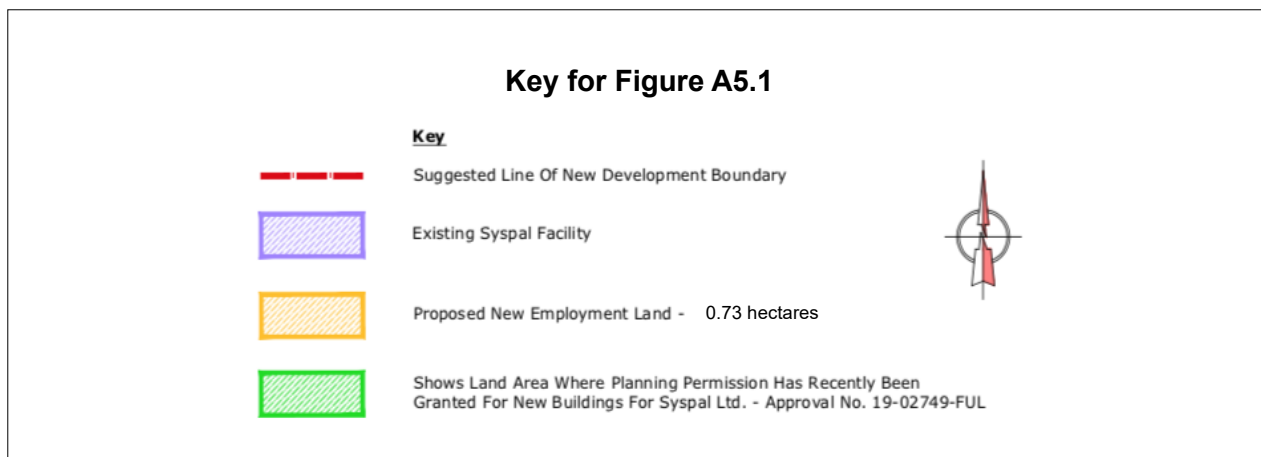 Key for Figure A5.1
Key
Suggested Line Of New Development Boundary
Existing Syspal Facility
Proposed New Employment Land - 0.73 hectares
Shows Land Area Where Planning Permission Has Recently Been
Granted For New Buildings For Syspal Ltd. - Approval No. 19-02749-FUL